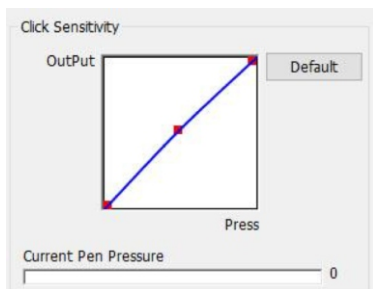 Click Sensitivity
OutPut
Default
Press
Current Pen Pressure
0